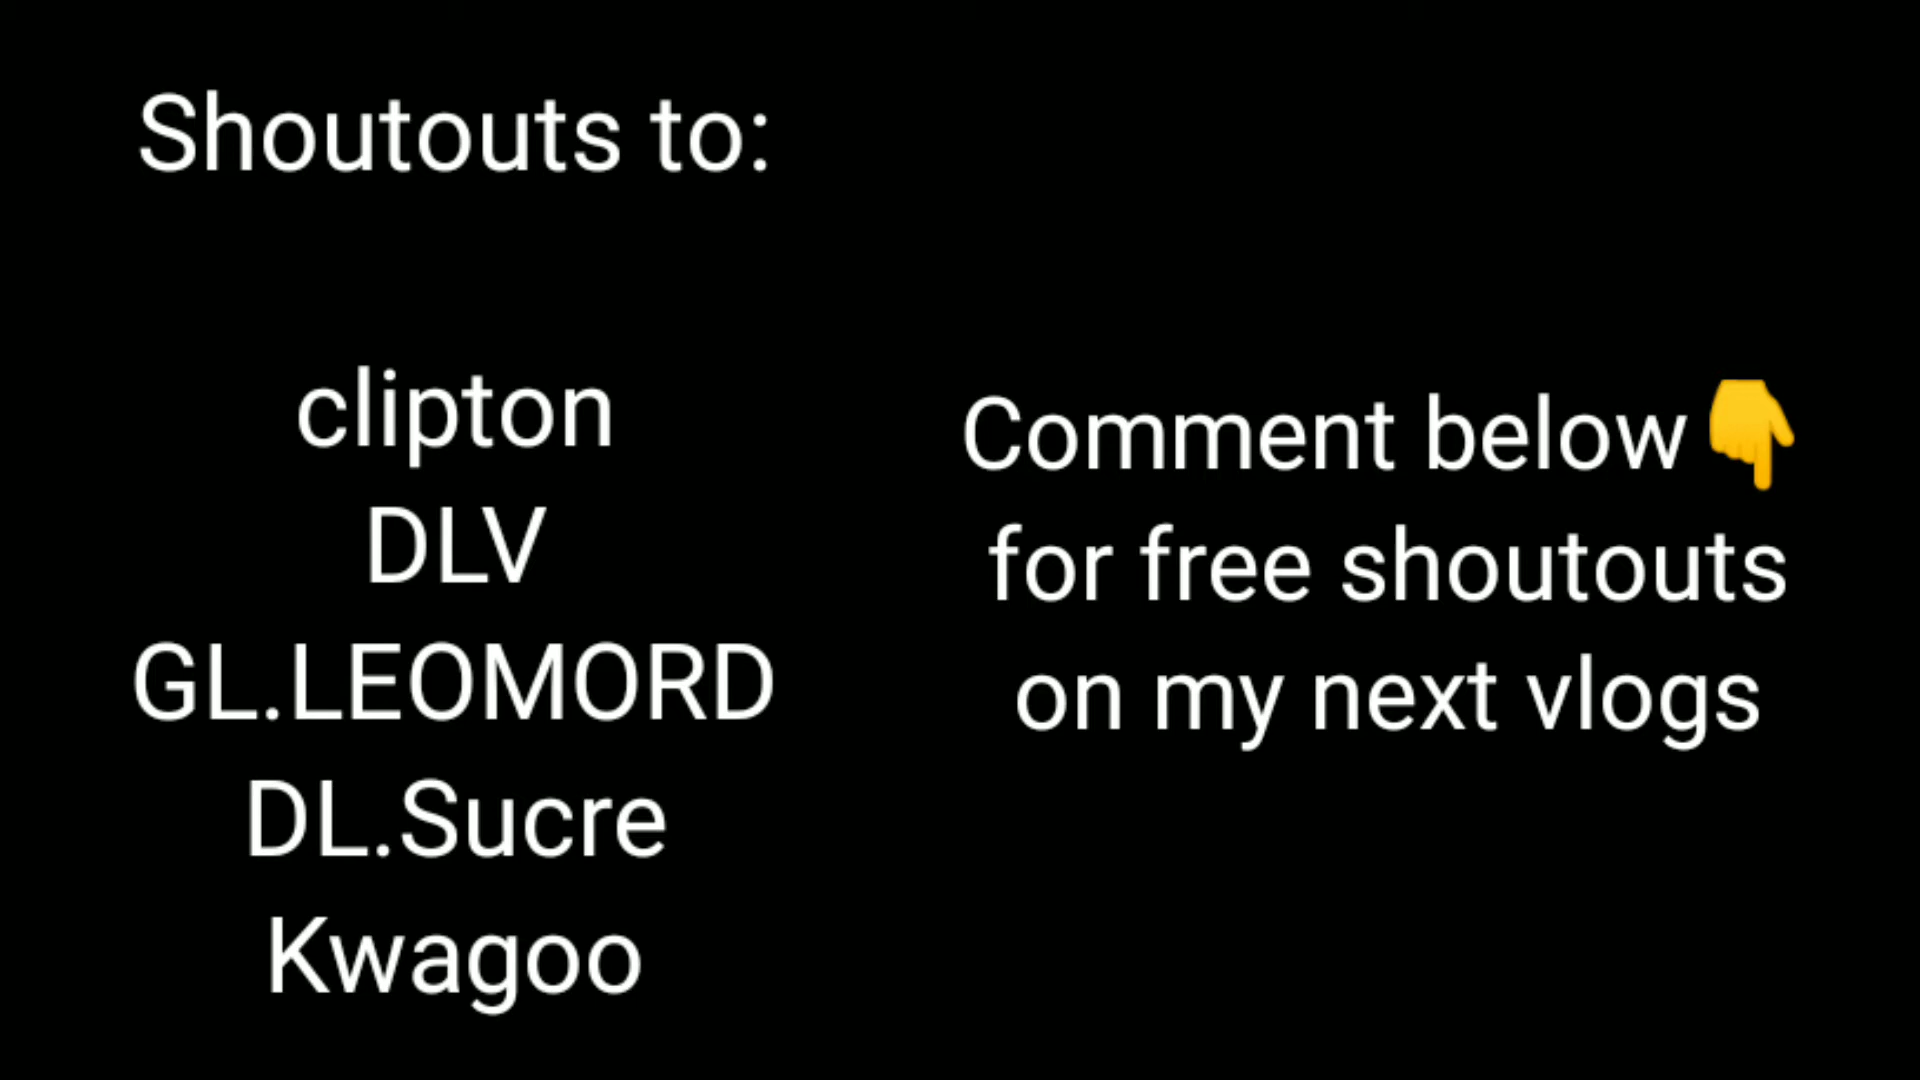 Shoutouts to:
clipton
DLV
GL.LEOMORD
DL.Sucre
Kwagoo
Comment below👇
for free shoutouts
on my next vlogs